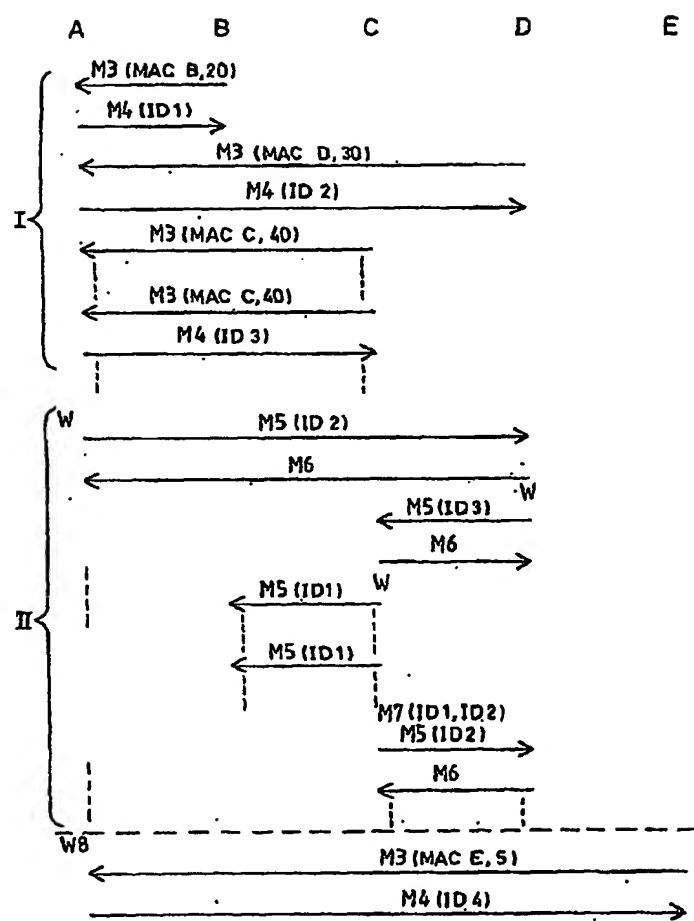 A B C D E
M3 (MAC B,20)
M4 (ID1)
M3 (MAC D,30)
M4 (ID 2)
I
M3 (MAC C, 40)
M3 (MAC C,40)
M4 (ID 3)
W
M5 (ID 2)
M6
W
M5 (ID3)
M6
W
M5 (ID1)
II
M5 (ID1)
M7 (ID1, ID2)
M5 (ID2)
M6
W8
M3 (MAC E, 5)
M4 (ID 4)